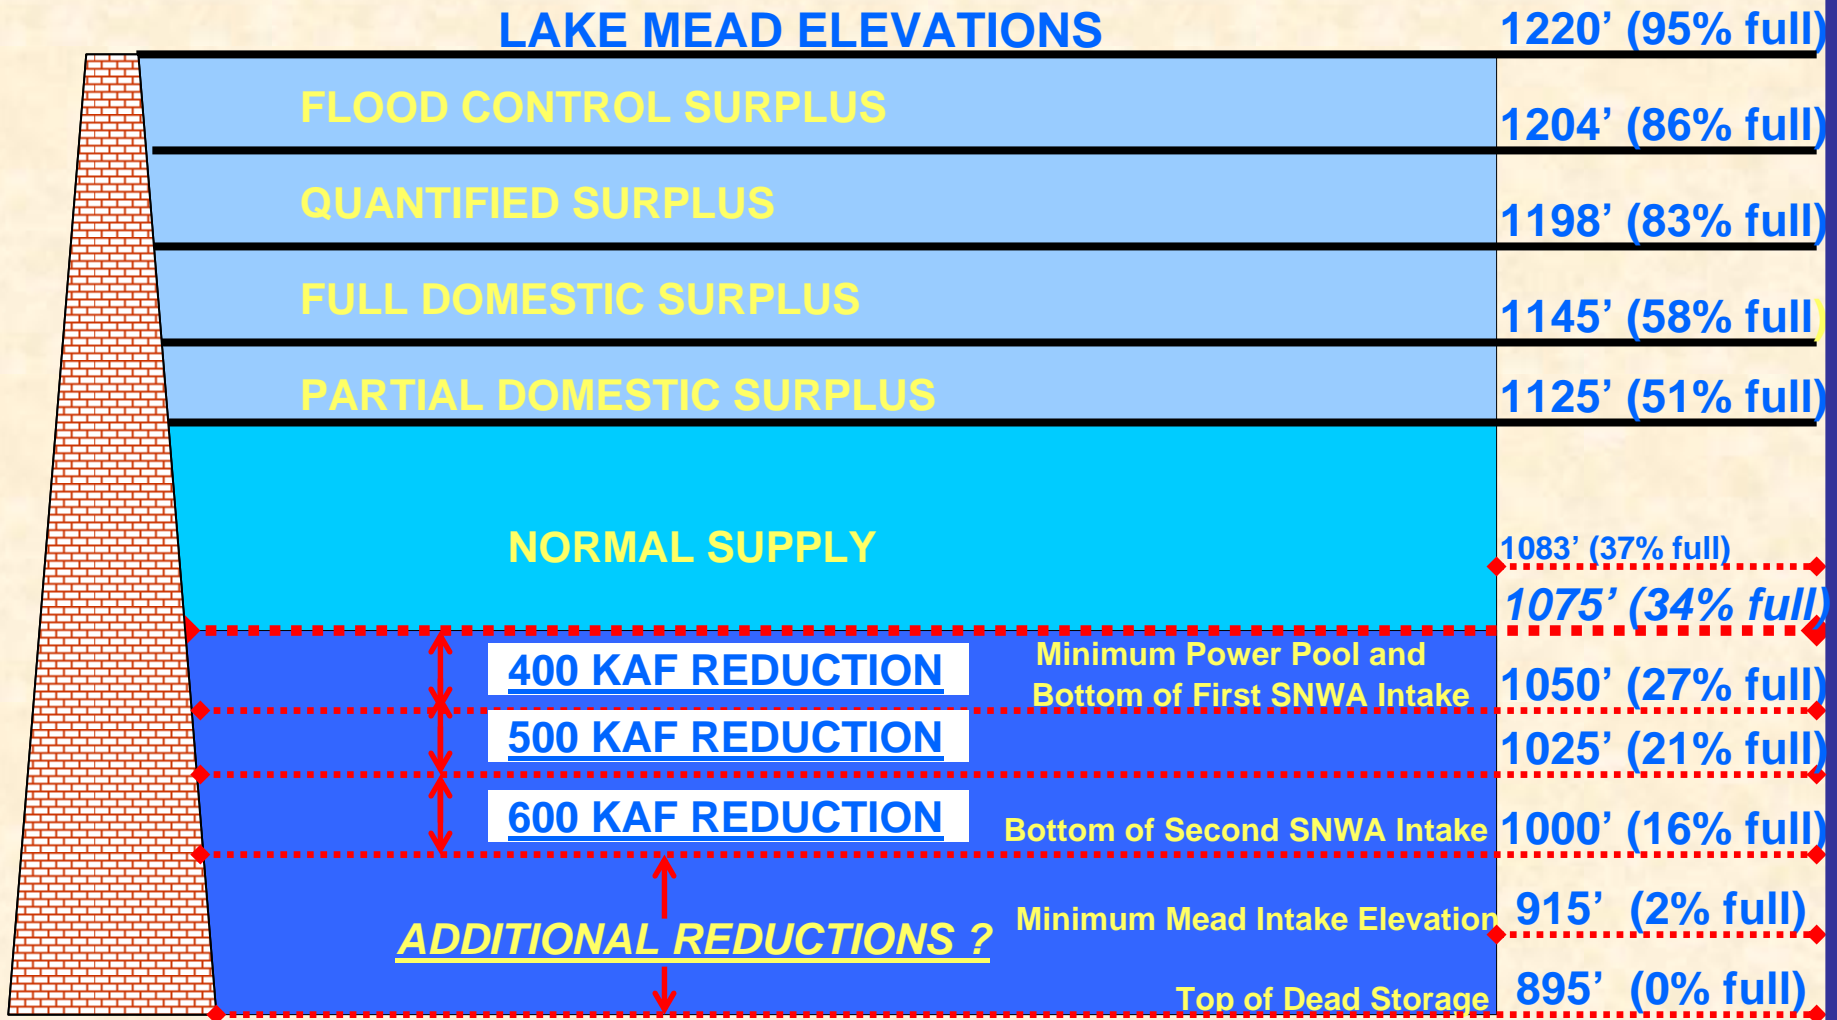 LAKE MEAD ELEVATIONS
1220’ (95% full)
FLOOD CONTROL SURPLUS
1204’ (86% full)
QUANTIFIED SURPLUS
1198’ (83% full)
FULL DOMESTIC SURPLUS
1145’ (58% full)
PARTIAL DOMESTIC SURPLUS
1125’ (51% full)
NORMAL SUPPLY
1083’ (37% full)
1075’ (34% full)
400 KAF REDUCTION
Minimum Power Pool and
Bottom of First SNWA Intake
1050’ (27% full)
500 KAF REDUCTION
1025’ (21% full)
600 KAF REDUCTION
Bottom of Second SNWA Intake
1000’ (16% full)
ADDITIONAL REDUCTIONS ?
Minimum Mead Intake Elevation
915’ (2% full)
Top of Dead Storage
895’ (0% full)